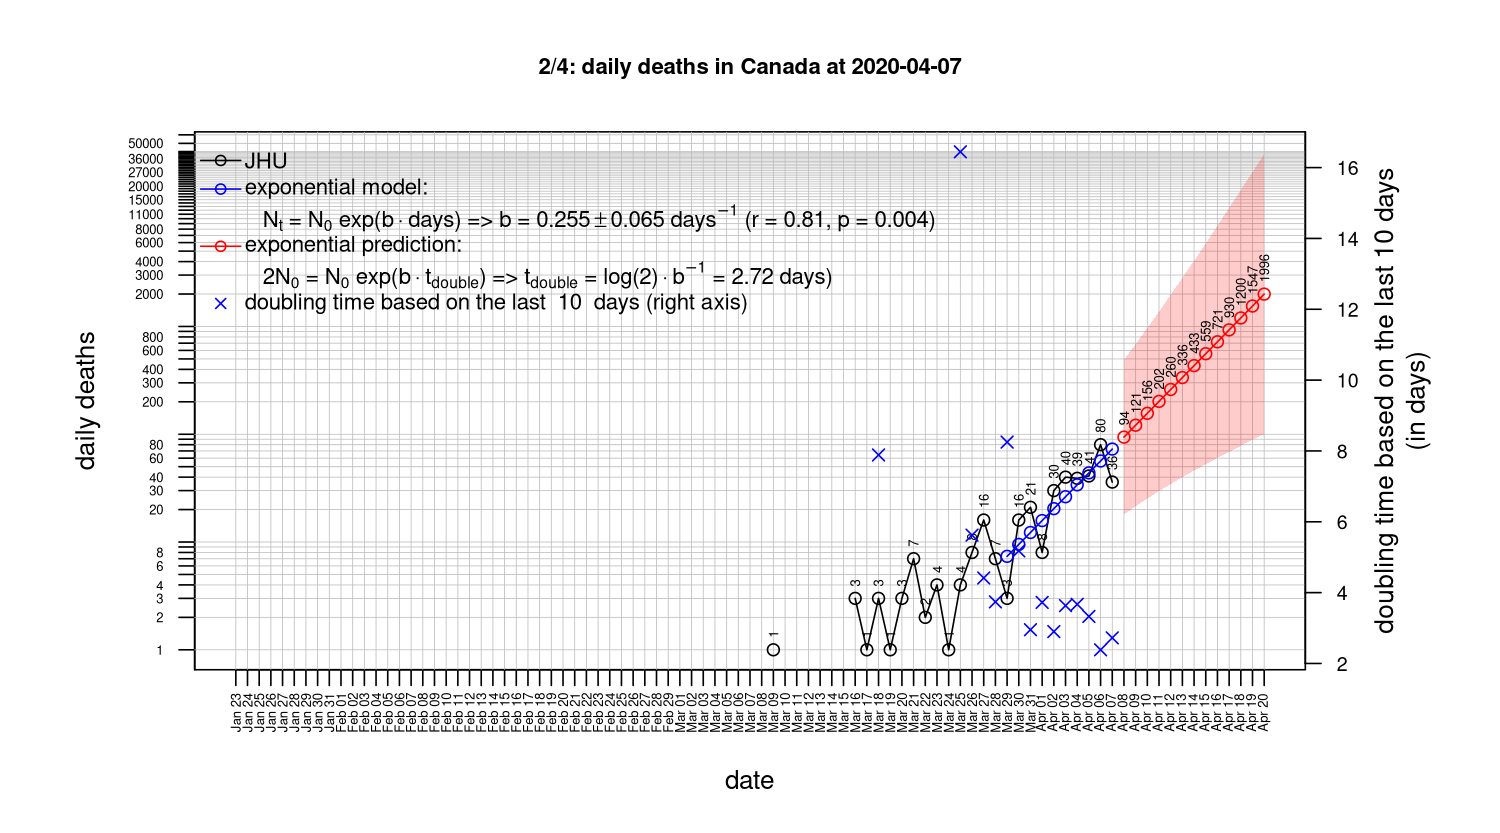 2/4: daily deaths in Canada at 2020-04-07
50000
36000
27000
20000
15000
11000
8000
6000
4000
3000
2000
800
600
400
300
200
80
60
40
30
20
8
6
4
3
2
1
daily deaths
JHU
exponential model:
Nt = N0 exp(b · days) => b = 0.255 ± 0.065 days−1 (r = 0.81, p = 0.004)
exponential prediction:
2N0 = N0 exp(b · tdouble) => tdouble = log(2) · b−1 = 2.72 days)
doubling time based on the last 10 days (right axis)
1
3
1
3
1
3
7
2
4
1
4
8
16
7
3
16
21
8
30
40
39
41
80
36
94
121
156
202
260
336
433
559
721
930
1200
1547
1996
16
14
12
10
8
6
4
2
doubling time based on the last 10 days
(in days)
Jan 23
Jan 24
Jan 25
Jan 26
Jan 27
Jan 28
Jan 29
Jan 30
Jan 31
Feb 01
Feb 02
Feb 03
Feb 04
Feb 05
Feb 06
Feb 07
Feb 08
Feb 09
Feb 10
Feb 11
Feb 12
Feb 13
Feb 14
Feb 15
Feb 16
Feb 17
Feb 18
Feb 19
Feb 20
Feb 21
Feb 22
Feb 23
Feb 24
Feb 25
Feb 26
Feb 27
Feb 28
Feb 29
Mar 01
Mar 02
Mar 03
Mar 04
Mar 05
Mar 06
Mar 07
Mar 08
Mar 09
Mar 10
Mar 11
Mar 12
Mar 13
Mar 14
Mar 15
Mar 16
Mar 17
Mar 18
Mar 19
Mar 20
Mar 21
Mar 22
Mar 23
Mar 24
Mar 25
Mar 26
Mar 27
Mar 28
Mar 29
Mar 30
Mar 31
Apr 01
Apr 02
Apr 03
Apr 04
Apr 05
Apr 06
Apr 07
Apr 08
Apr 09
Apr 10
Apr 11
Apr 12
Apr 13
Apr 14
Apr 15
Apr 16
Apr 17
Apr 18
Apr 19
Apr 20
date